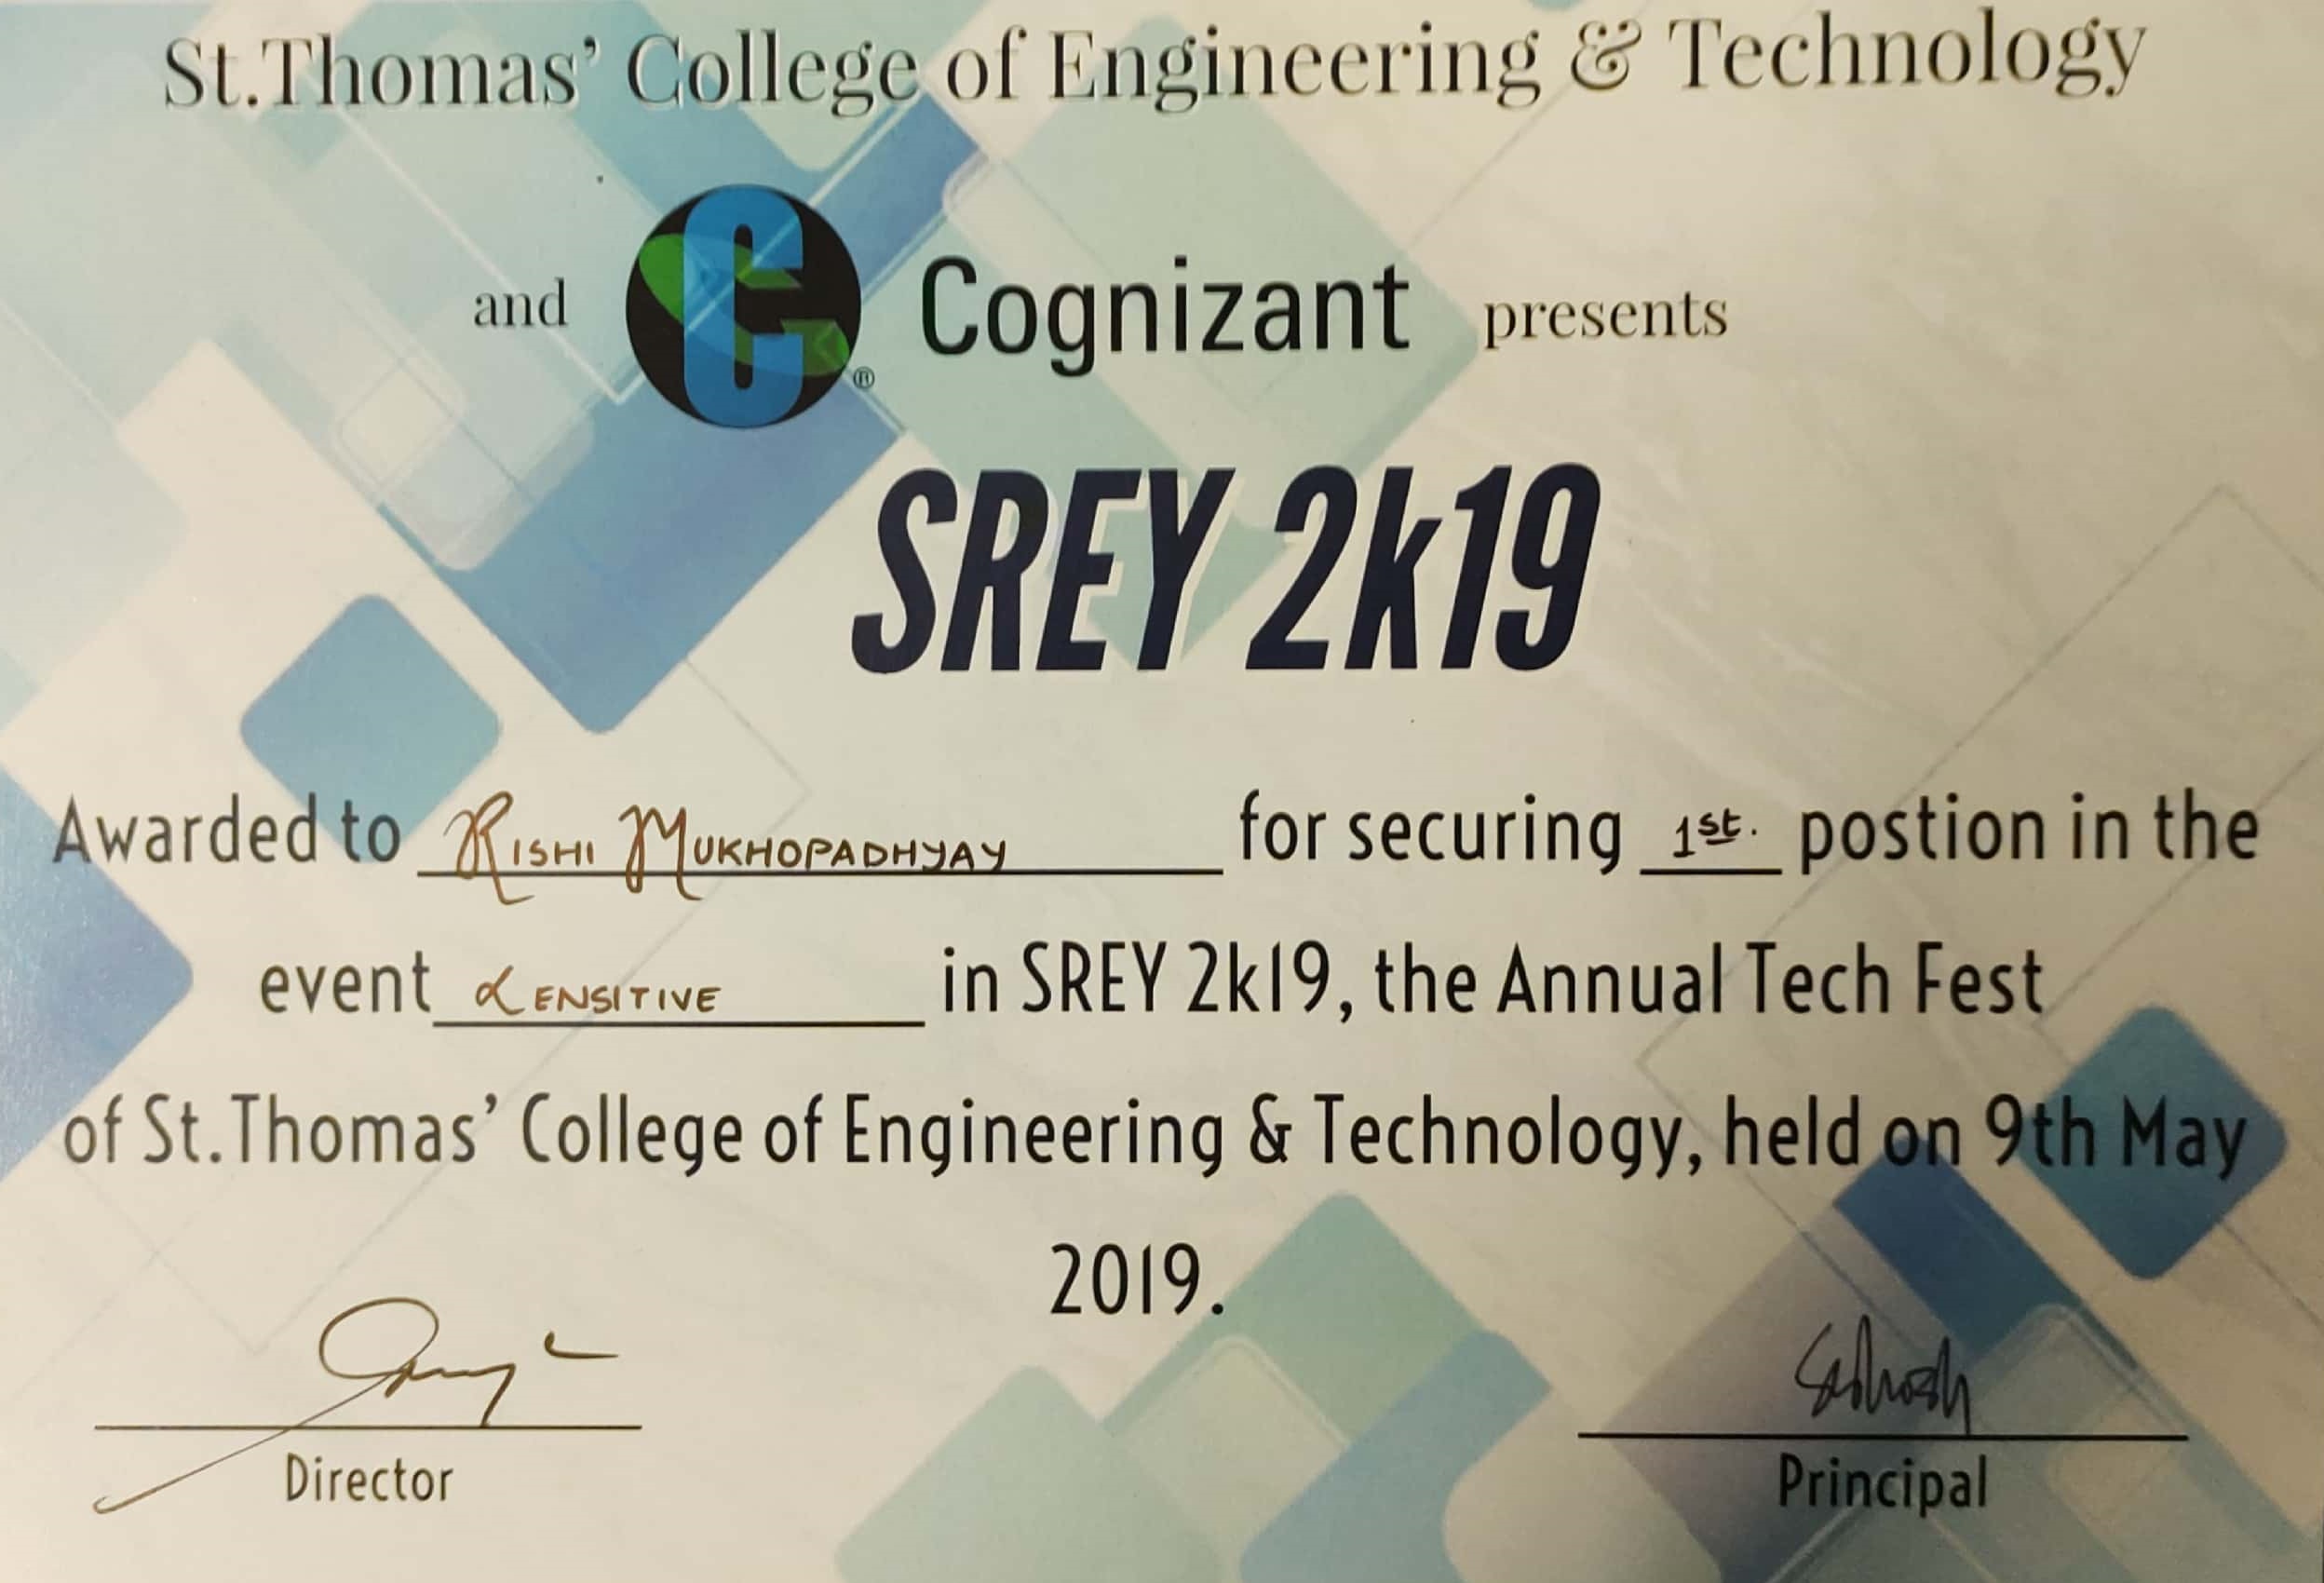 St.Thomas' College of Engineering & Technology
and C® Cognizant presents
SREY 2k19
Awarded to RISHI MUKHOPADHYAY for securing 1st. postion in the
event LENSITIVE in SREY 2k19, the Annual Tech Fest
of St.Thomas' College of Engineering & Technology, held on 9th May
2019.
Director
Principal